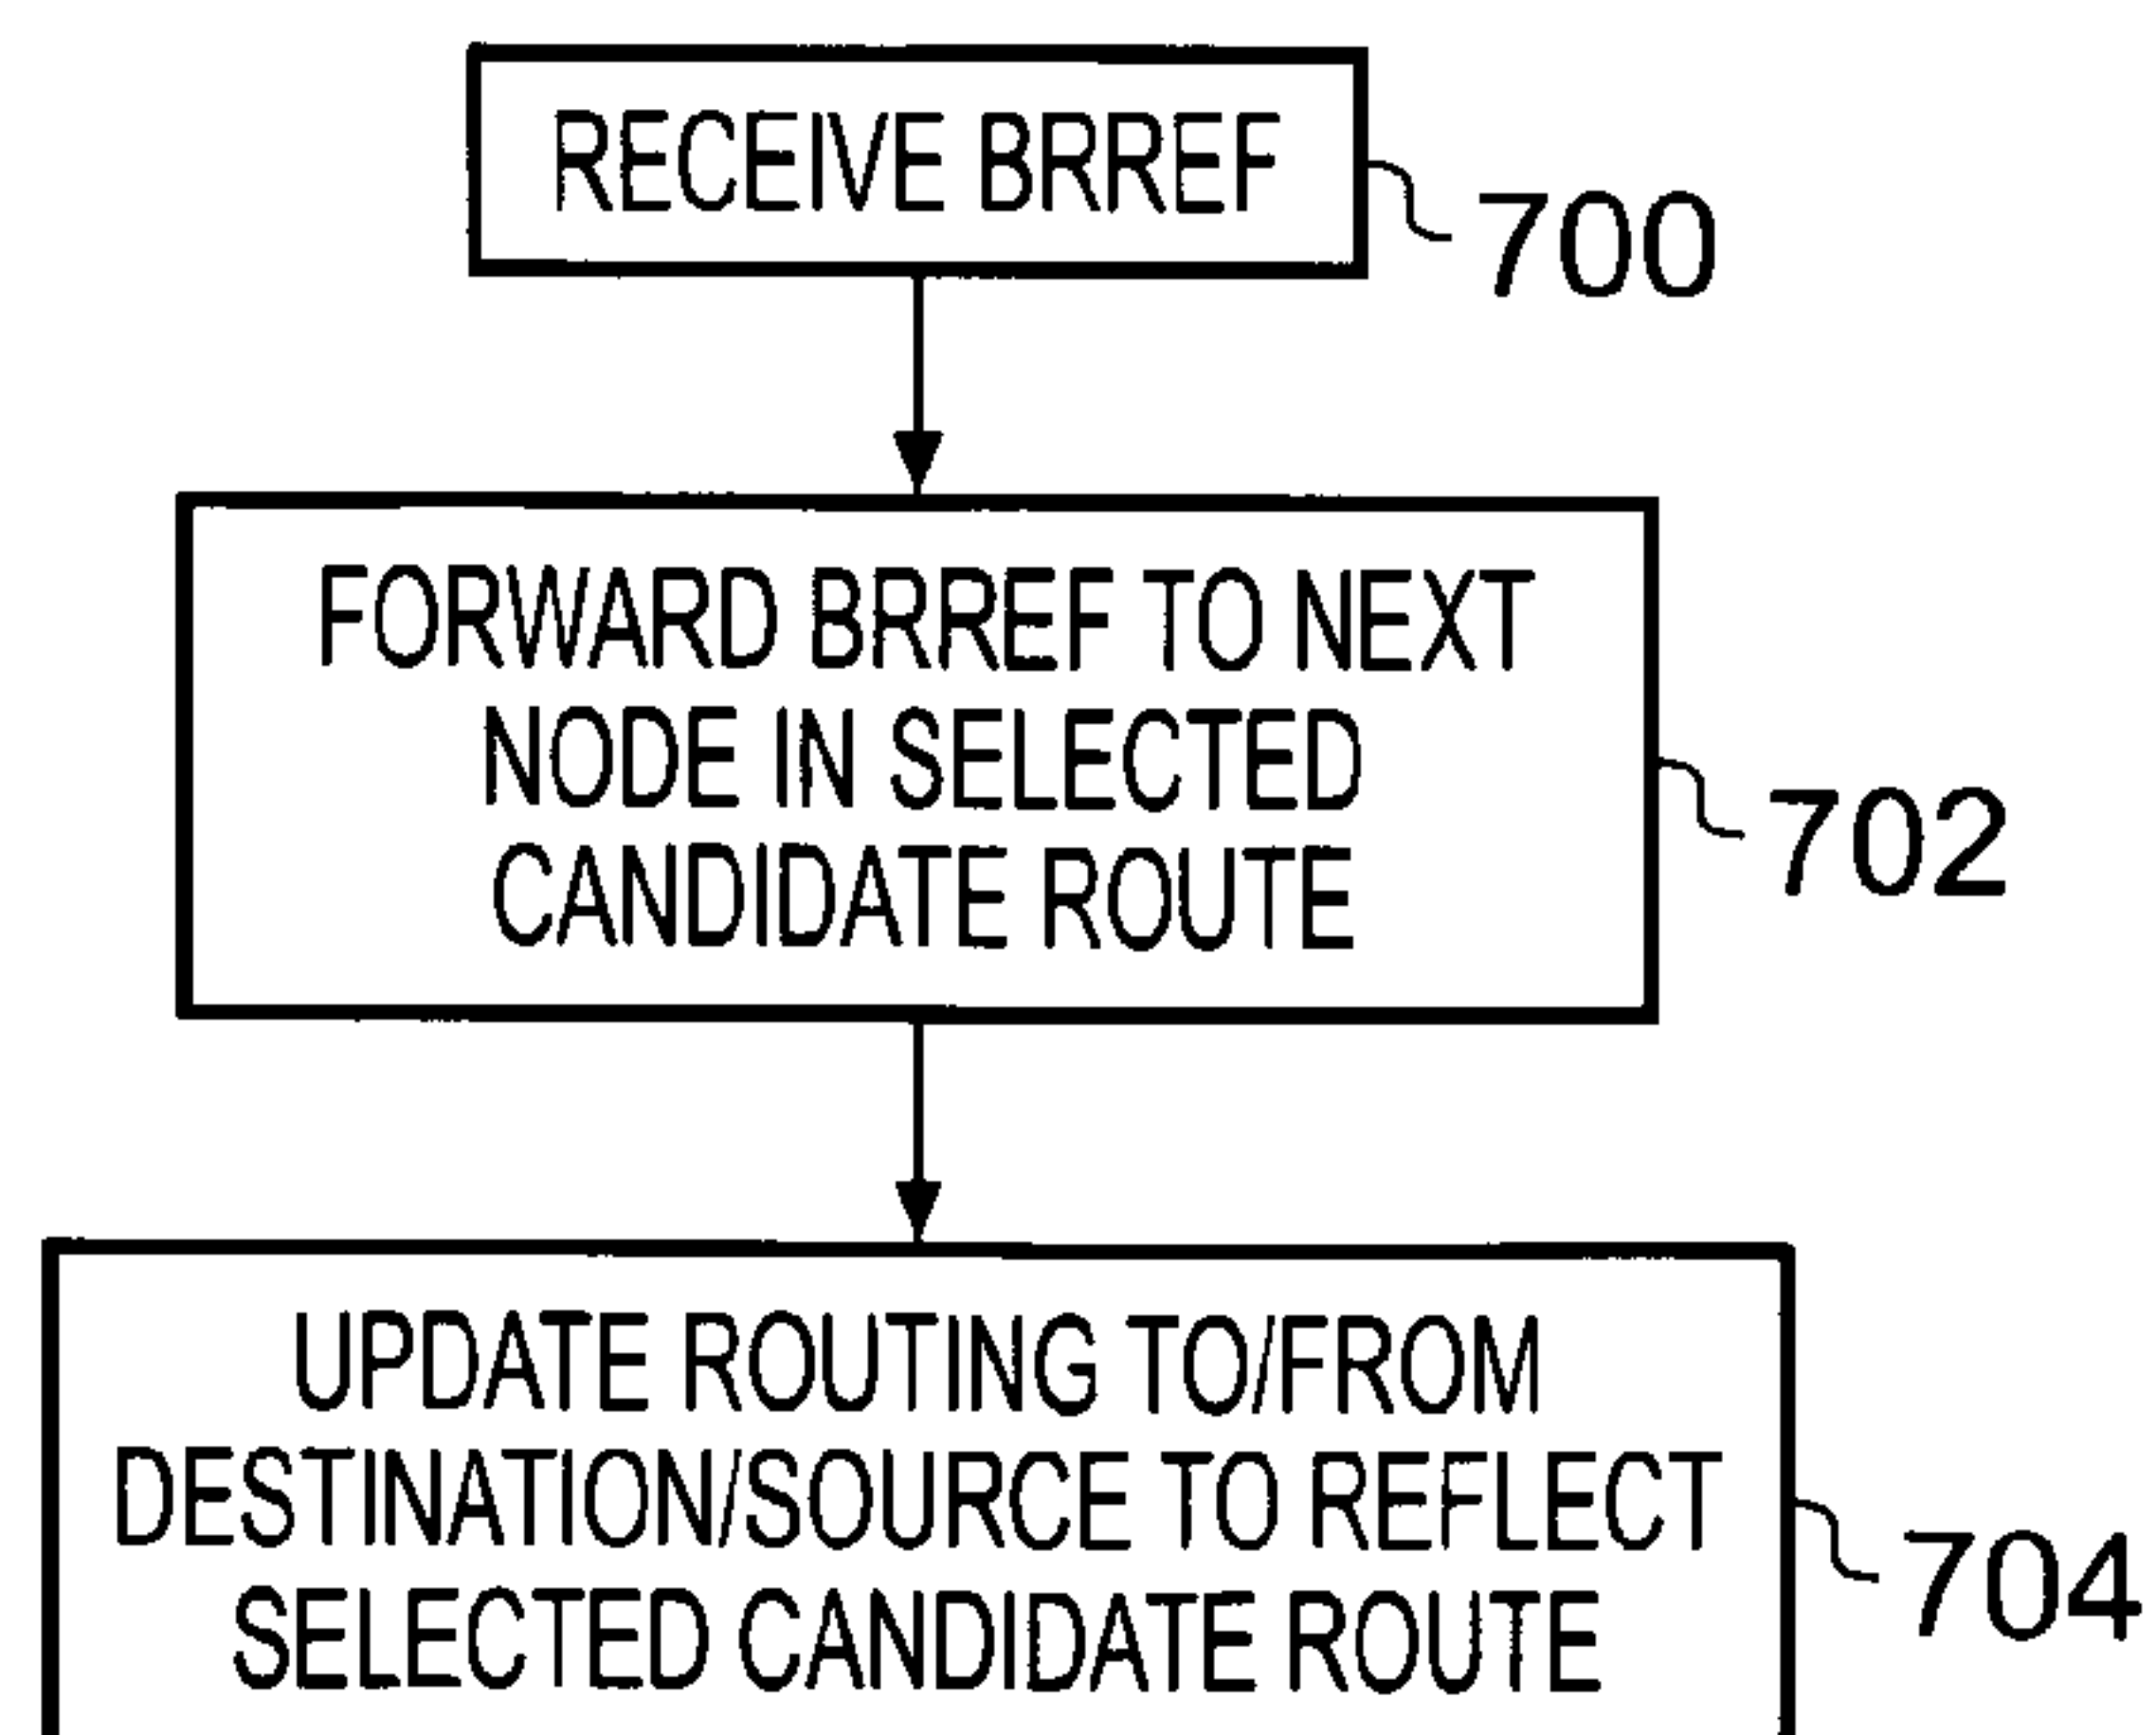 RECEIVE BRREF
700
FORWARD BRREF TO NEXT
NODE IN SELECTED
CANDIDATE ROUTE
702
UPDATE ROUTING TO/FROM
DESTINATION/SOURCE TO REFLECT
SELECTED CANDIDATE ROUTE
704